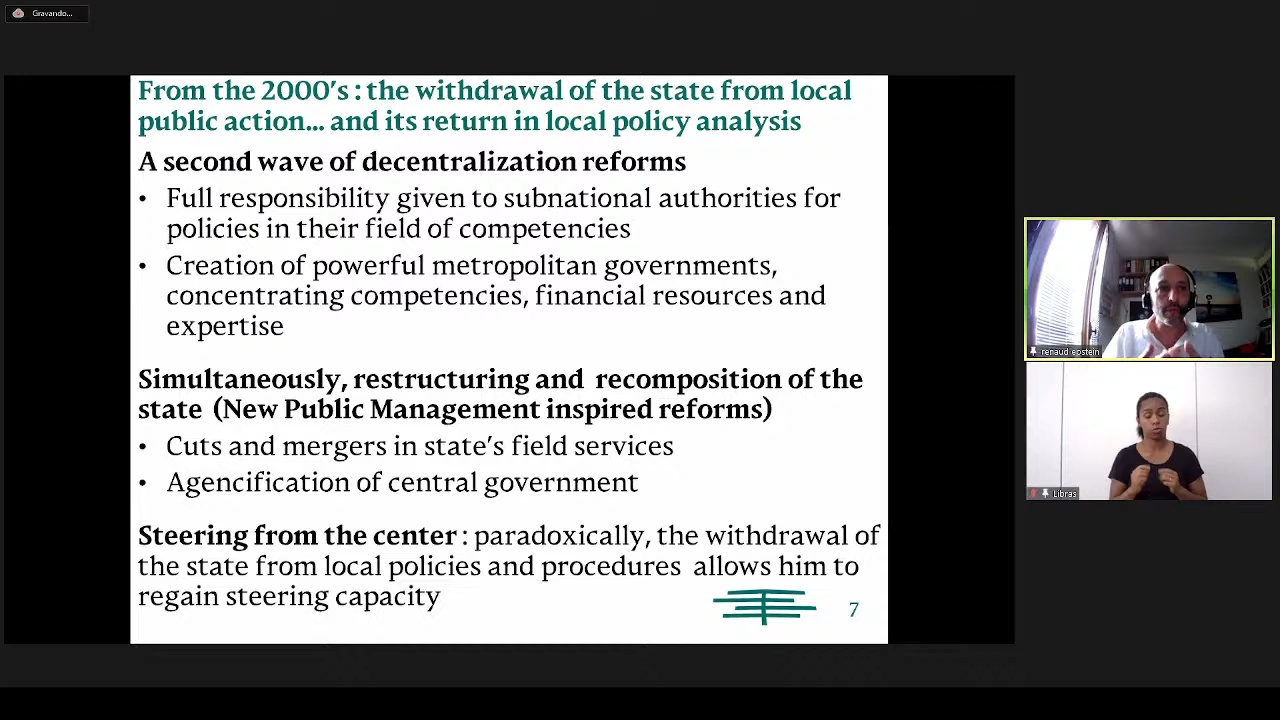 Gravando...
From the 2000's : the withdrawal of the state from local
public action... and its return in local policy analysis
A second wave of decentralization reforms
• Full responsibility given to subnational authorities for
policies in their field of competencies
• Creation of powerful metropolitan governments,
concentrating competencies, financial resources and
expertise
Simultaneously, restructuring and recomposition of the
state (New Public Management inspired reforms)
• Cuts and mergers in state's field services
• Agencification of central government
Steering from the center : paradoxically, the withdrawal of
the state from local policies and procedures allows him to
regain steering capacity
7
renaud epstein
Libras